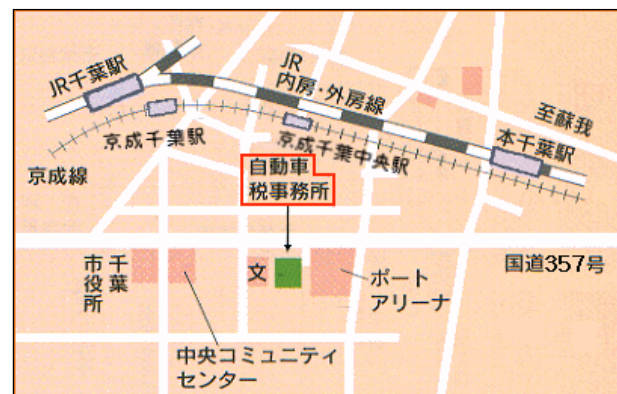 JR千葉駅
JR
内房・外房線
至蘇我
京成千葉駅
京成千葉中央駅
本千葉駅
京成線
自動車
税事務所
千葉
市役所
文
ポート
アリーナ
国道357号
中央コミュニティ
センター